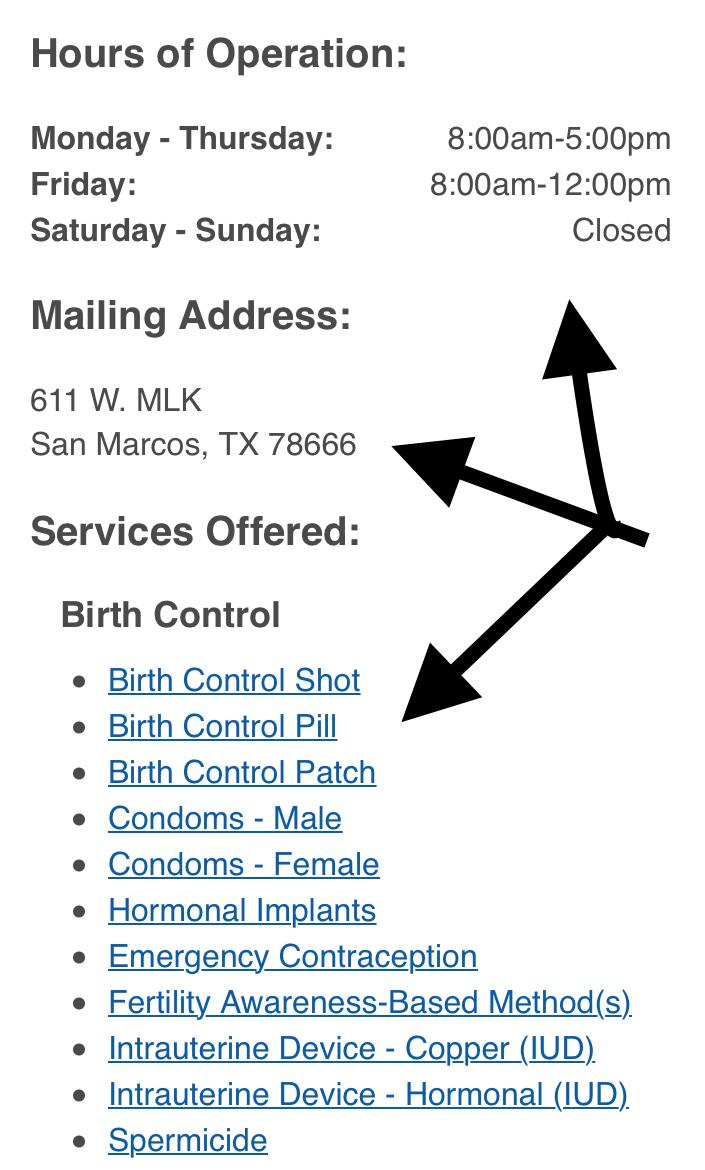 Hours of Operation:
Monday - Thursday: 8:00am-5:00pm
Friday: 8:00am-12:00pm
Saturday - Sunday: Closed
Mailing Address:
611 W. MLK
San Marcos, TX 78666
Services Offered:
Birth Control
Birth Control Shot
Birth Control Pill
Birth Control Patch
Condoms - Male
Condoms - Female
Hormonal Implants
Emergency Contraception
Fertility Awareness-Based Method(s)
Intrauterine Device - Copper (IUD)
Intrauterine Device - Hormonal (IUD)
Spermicide